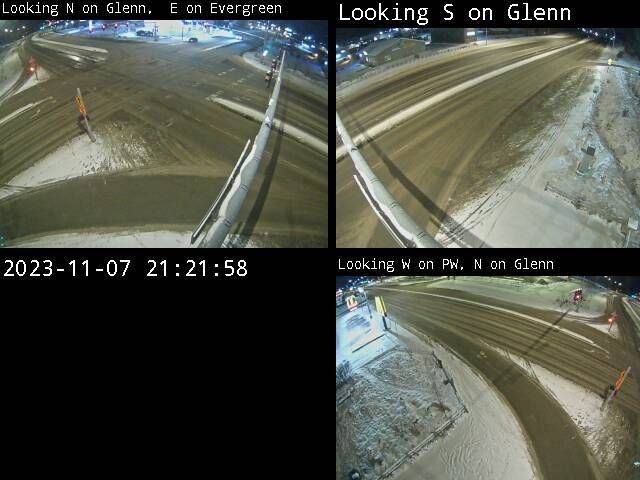 Looking N on Glenn,  E on Evergreen
Looking S on Glenn
2023-11-07 21:21:58
Looking W on PW, N on Glenn